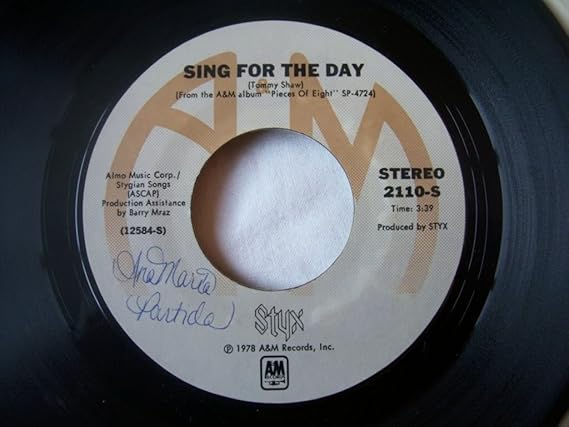 SING FOR THE DAY
(Tommy Shaw)
(From the A&M album "Pieces Of Eight" SP-4724)
Almo Music Corp./
Stygian Songs
(ASCAP)
Production Assistance
by Barry Mraz
(12584-S)
STEREO
2110-S
Time: 3:39
Produced by STYX
Ana Maria
Partida
Styx
℗ 1978 A&M Records, Inc.
A&M
RECORDS